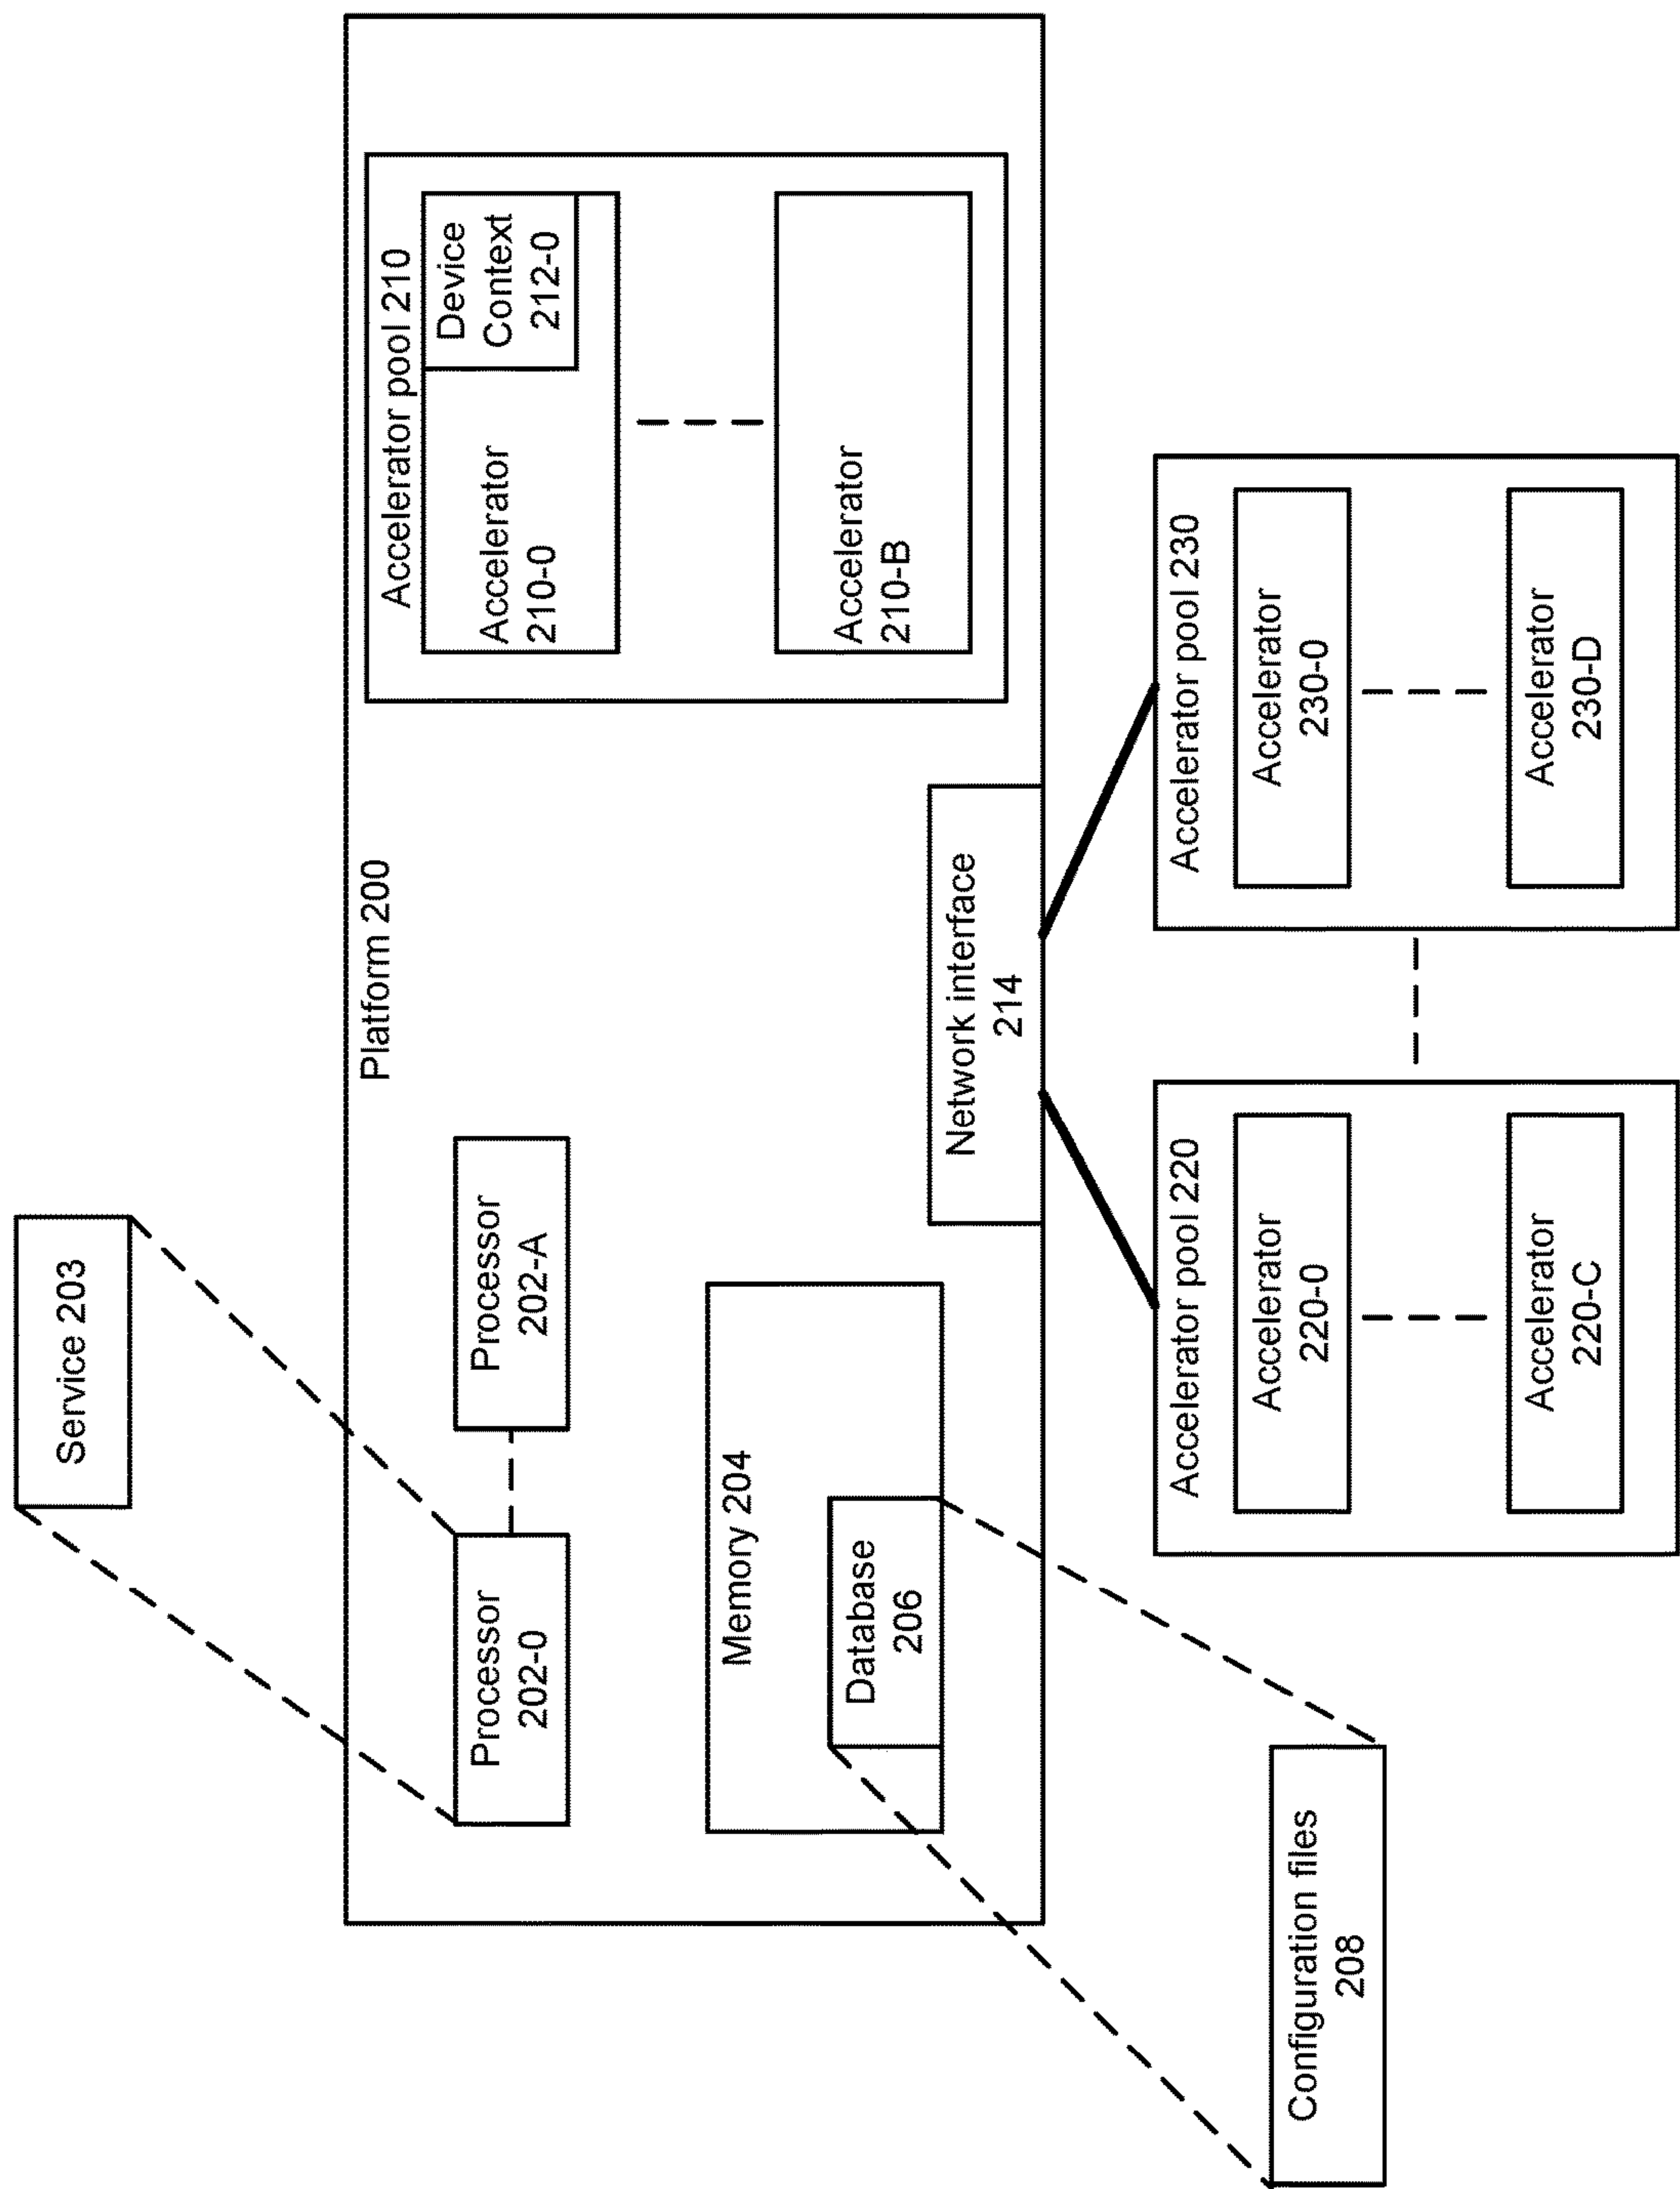 Service 203
Platform 200
Processor
202-0
Processor
202-A
Memory 204
Database
206
Network interface
214
Accelerator pool 210
Accelerator
210-0
Device
Context
212-0
Accelerator
210-B
Configuration files
208
Accelerator pool 220
Accelerator
220-0
Accelerator
220-C
Accelerator pool 230
Accelerator
230-0
Accelerator
230-D